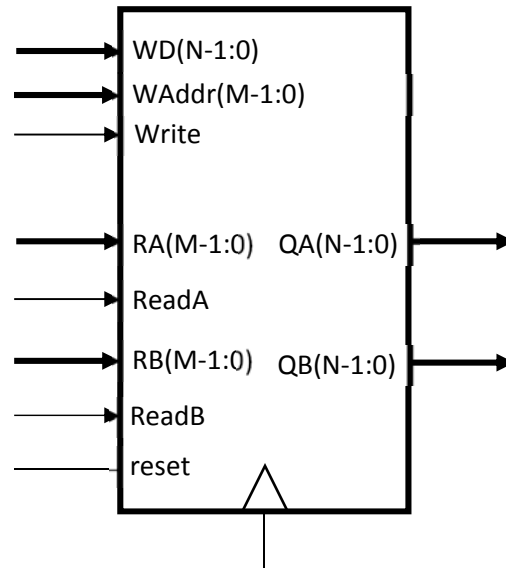 WD(N-1:0)
WAddr(M-1:0)
Write
RA(M-1:0) QA(N-1:0)
ReadA
RB(M-1:0) QB(N-1:0)
ReadB
reset